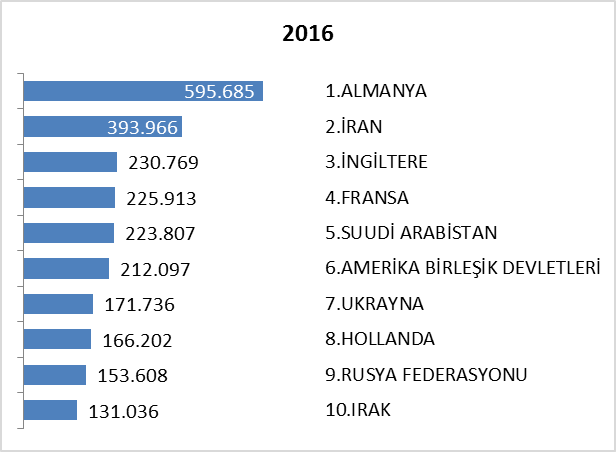 2016
595.685 1.ALMANYA
393.966 2.İRAN
230.769 3.İNGİLTERE
225.913 4.FRANSA
223.807 5.SUUDİ ARABİSTAN
212.097 6.AMERİKA BİRLEŞİK DEVLETLERİ
171.736 7.UKRAYNA
166.202 8.HOLLANDA
153.608 9.RUSYA FEDERASYONU
131.036 10.IRAK